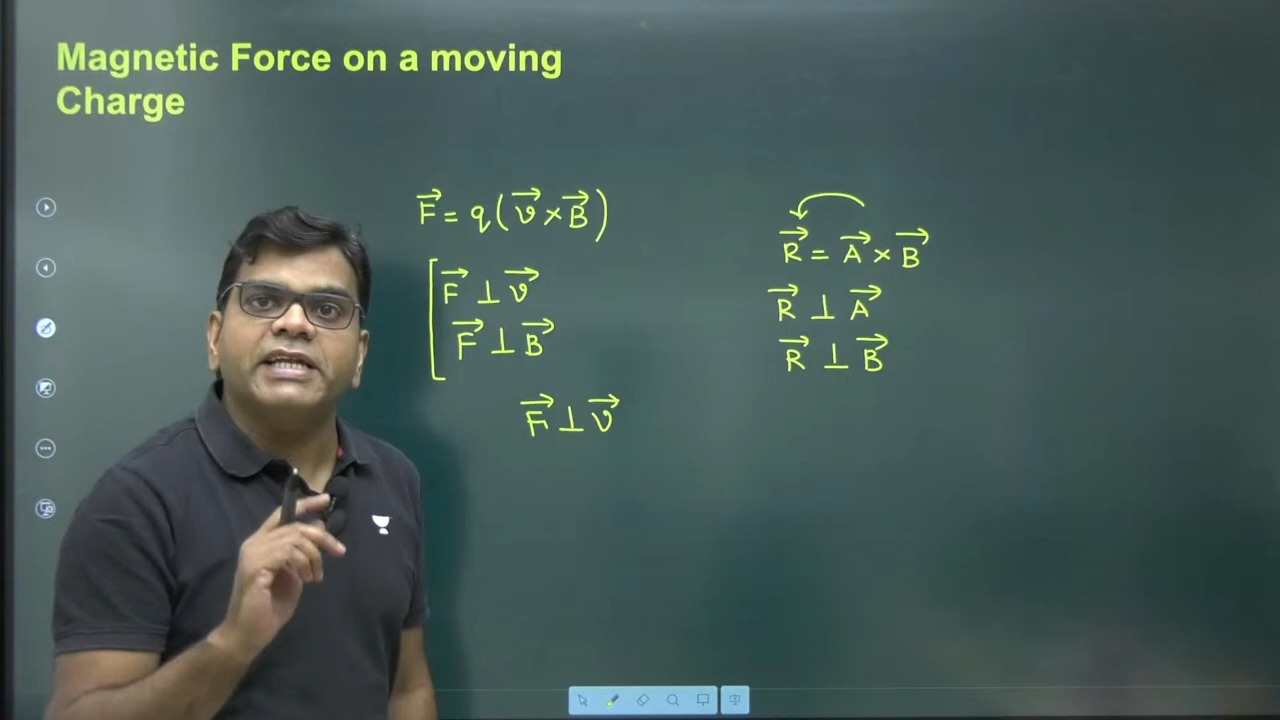 Magnetic Force on a moving
Charge
F⃗ = q(v⃗ × B⃗)
F⃗ ⊥ v⃗
F⃗ ⊥ B⃗
F⃗ ⊥ v⃗
R⃗ = A⃗ × B⃗
R⃗ ⊥ A⃗
R⃗ ⊥ B⃗